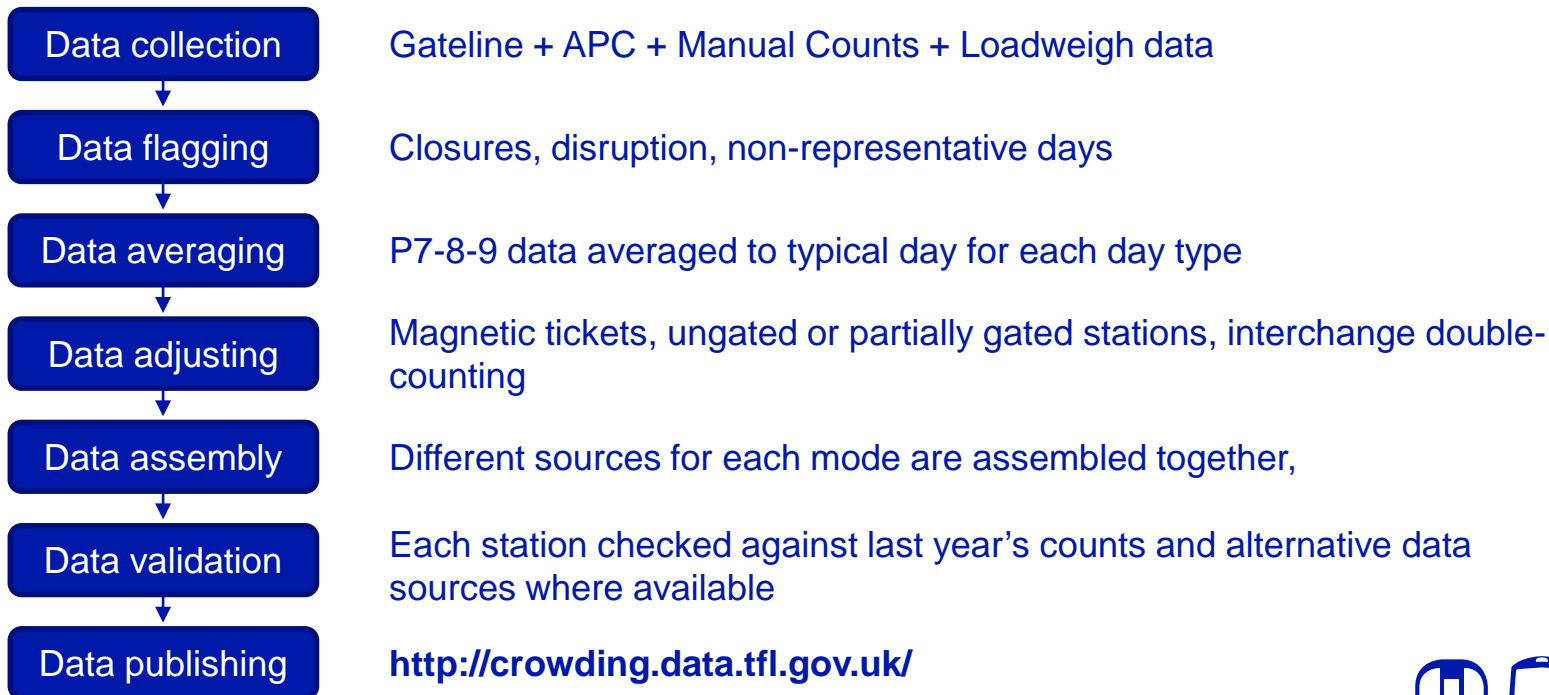 Data collection
Gateline + APC + Manual Counts + Loadweigh data
Data flagging
Closures, disruption, non-representative days
Data averaging
P7-8-9 data averaged to typical day for each day type
Data adjusting
Magnetic tickets, ungated or partially gated stations, interchange double-
counting
Data assembly
Different sources for each mode are assembled together,
Data validation
Each station checked against last year's counts and alternative data
sources where available
Data publishing
http://crowding.data.tfl.gov.uk/